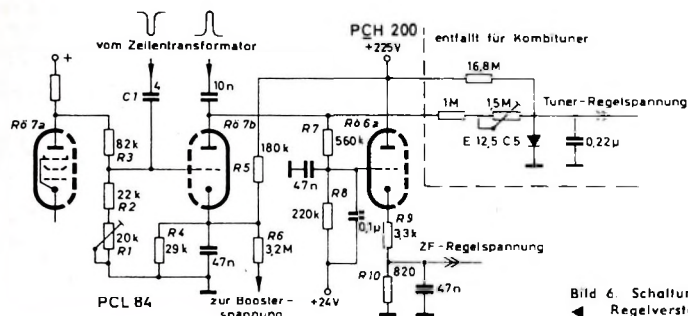 PCH 200
+225V
entfällt für Kombituner
vom Zeilentransformator
16,8M
+
C1
4
10n
1M
1,5M
Tuner-Regelspannung
Rö 7a
Rö 7b
Rö 6a
R7
560k
82k
R3
R5
180k
E 12,5 C5
0,22µ
47n
22k
R2
R8
220k
0,1µ
R9
3,3k
20k
R1
R4
29k
47n
R6
3,2M
ZF-Regelspannung
R10
820
47n
PCL 84
zur Booster-
spannung
+24V
Bild 6. Schaltun
◄ Regelverst